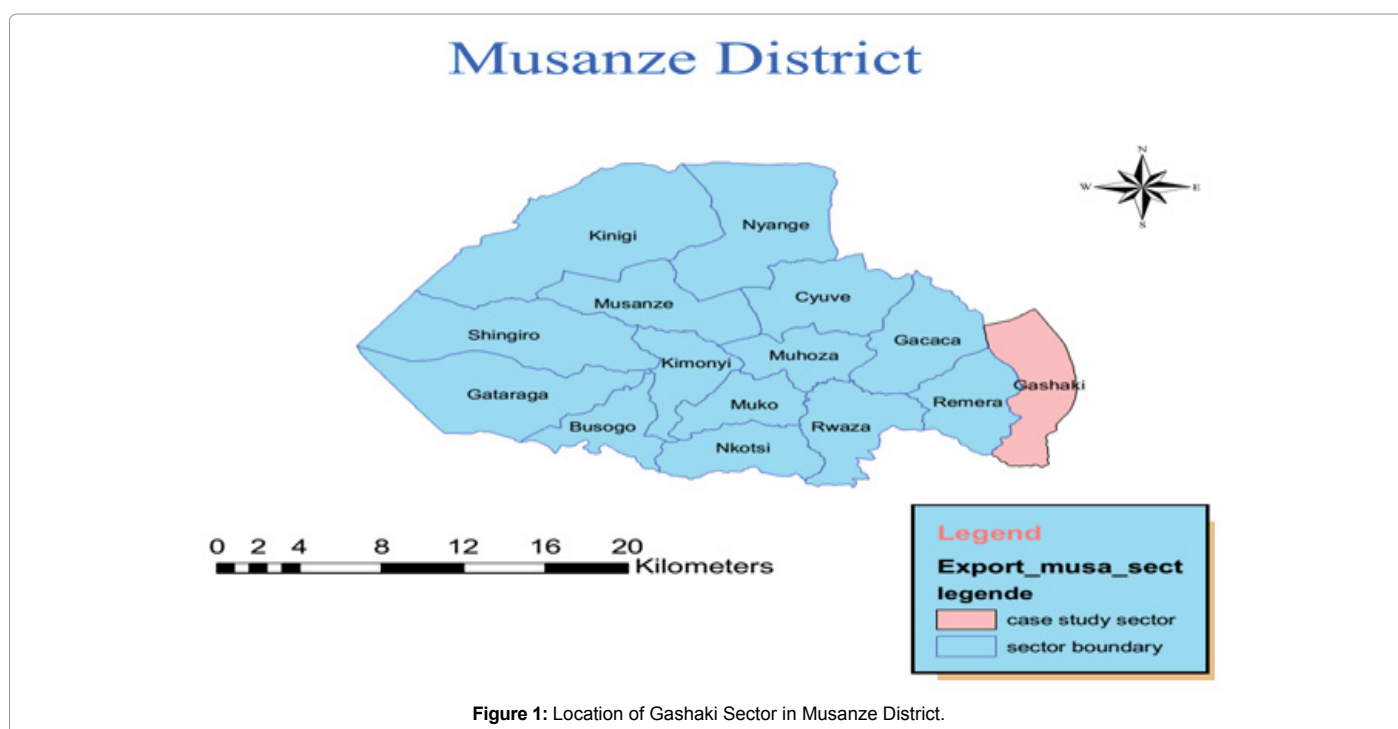 Musanze District
N
W E
S
Nyange
Kinigi
Cyuve
Musanze
Shingiro
Gacaca
Muhoza
Kimonyi
Gashaki
Gataraga
Remera
Muko
Busogo
Rwaza
Nkotsi
0 2 4 8 12 16 20
Kilometers
Legend
Export_musa_sect
legende
case study sector
sector boundary
Figure 1: Location of Gashaki Sector in Musanze District.